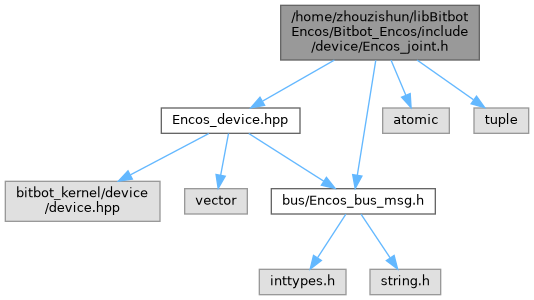 /home/zhouzishun/libBitbot
Encos/Bitbot_Encos/include
/device/Encos_joint.h
Encos_device.hpp
atomic
tuple
bitbot_kernel/device
/device.hpp
vector
bus/Encos_bus_msg.h
inttypes.h
string.h